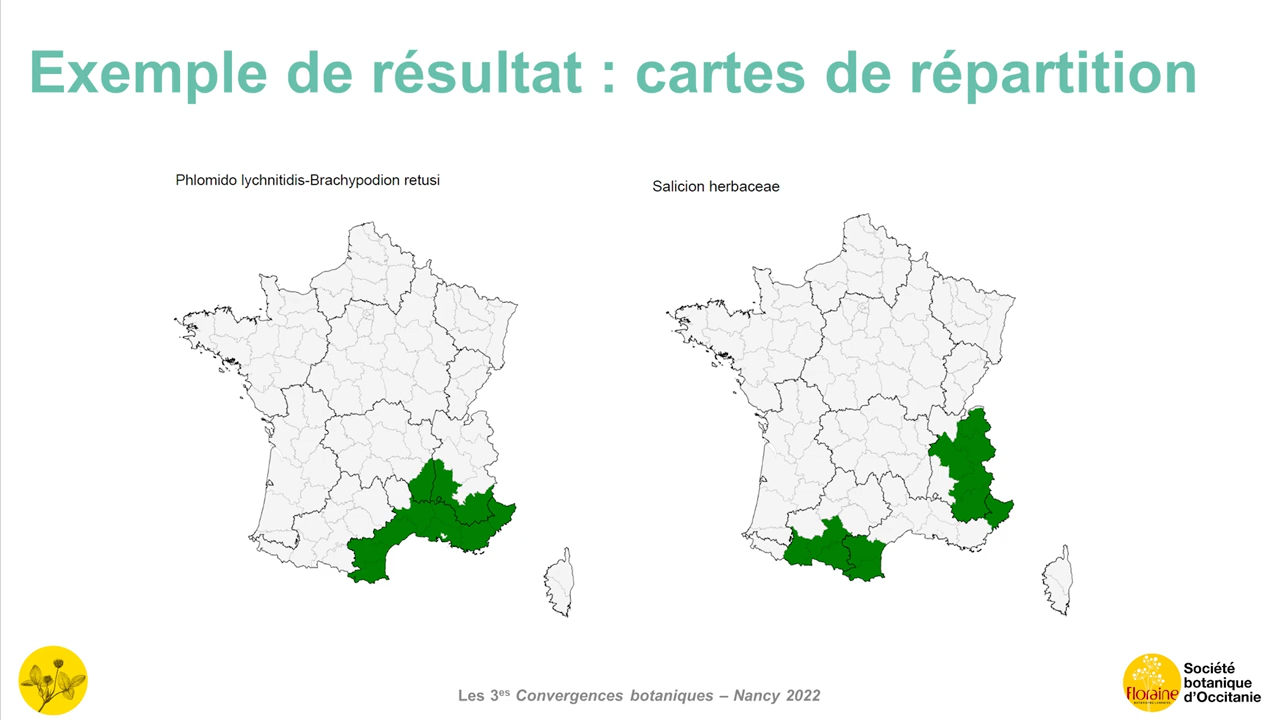 Exemple de résultat : cartes de répartition
Phlomido lychnitidis-Brachypodion retusi
Salicion herbaceae
Les 3es Convergences botaniques – Nancy 2022
Floraine
Société
botanique
d'Occitanie